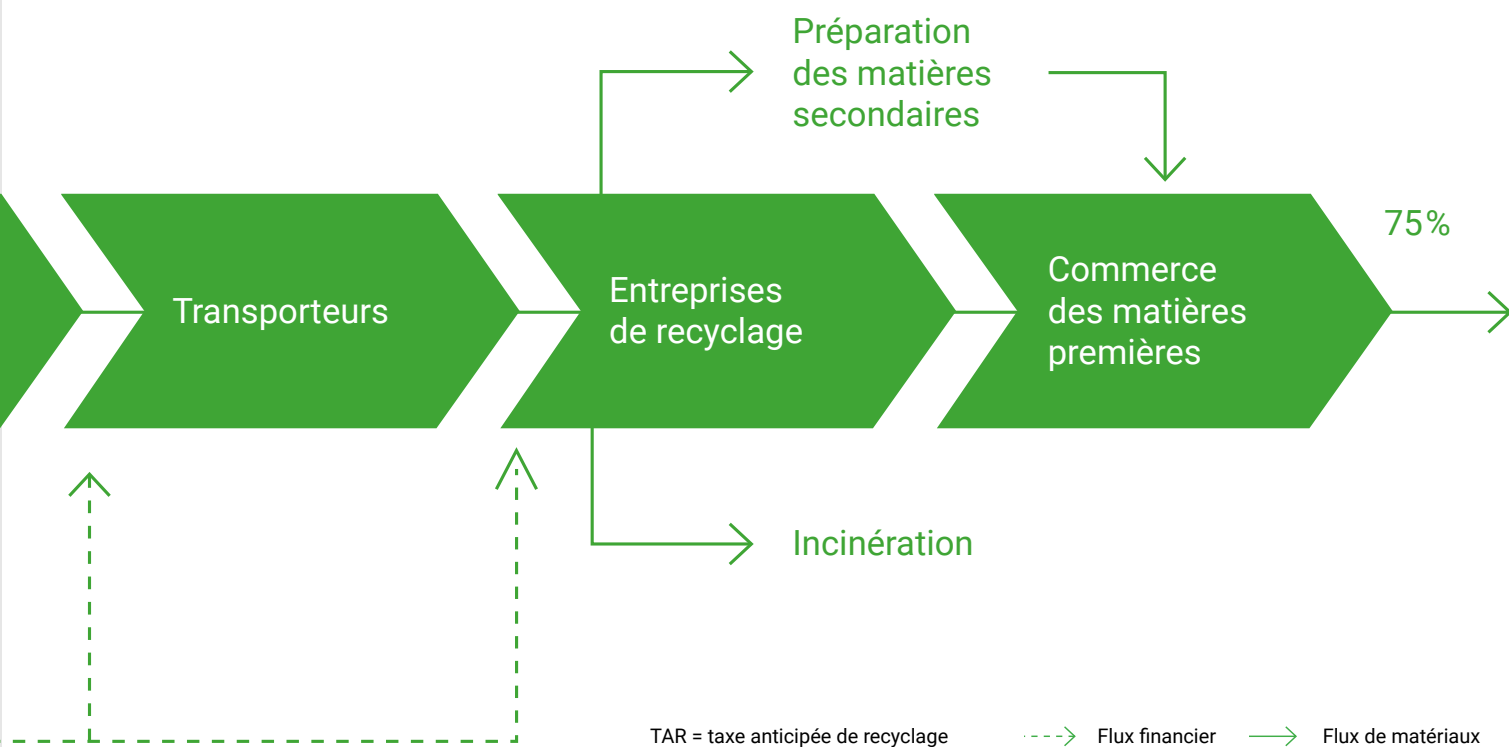 Préparation
des matières
secondaires
75%
Transporteurs
Entreprises
de recyclage
Commerce
des matières
premières
Incinération
TAR = taxe anticipée de recyclage
Flux financier
Flux de matériaux